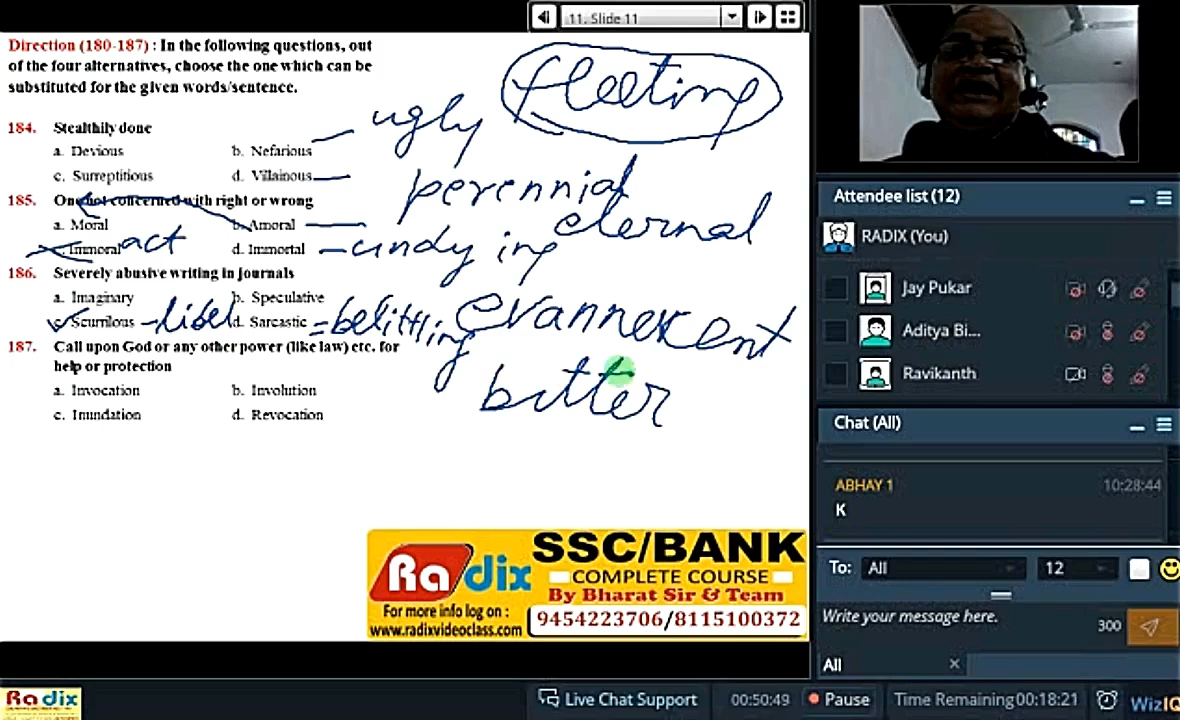 11. Slide 11
Direction (180-187) : In the following questions, out
of the four alternatives, choose the one which can be
substituted for the given words/sentence.
184. Stealthily done
a. Devious b. Nefarious
c. Surreptitious d. Villainous
185. One not concerned with right or wrong
a. Moral b. Amoral
c. Immoral d. Immortal
186. Severely abusive writing in journals
a. Imaginary b. Speculative
c. Scurrilous d. Sarcastic
187. Call upon God or any other power (like law) etc. for
help or protection
a. Invocation b. Involution
c. Inundation d. Revocation
fleeting
ugly
perennial
eternal
act
undying
libel
= belittling
evannexcent
bitter
Radix
For more info log on :
www.radixvideoclass.com
SSC/BANK
COMPLETE COURSE
By Bharat Sir & Team
9454223706/8115100372
Attendee list (12)
RADIX (You)
Jay Pukar
Aditya Bi...
Ravikanth
Chat (All)
ABHAY 1 10:28:44
K
To: All 12
Write your message here. 300
All
Radix
Live Chat Support 00:50:49 Pause Time Remaining00:18:21 WizIQ